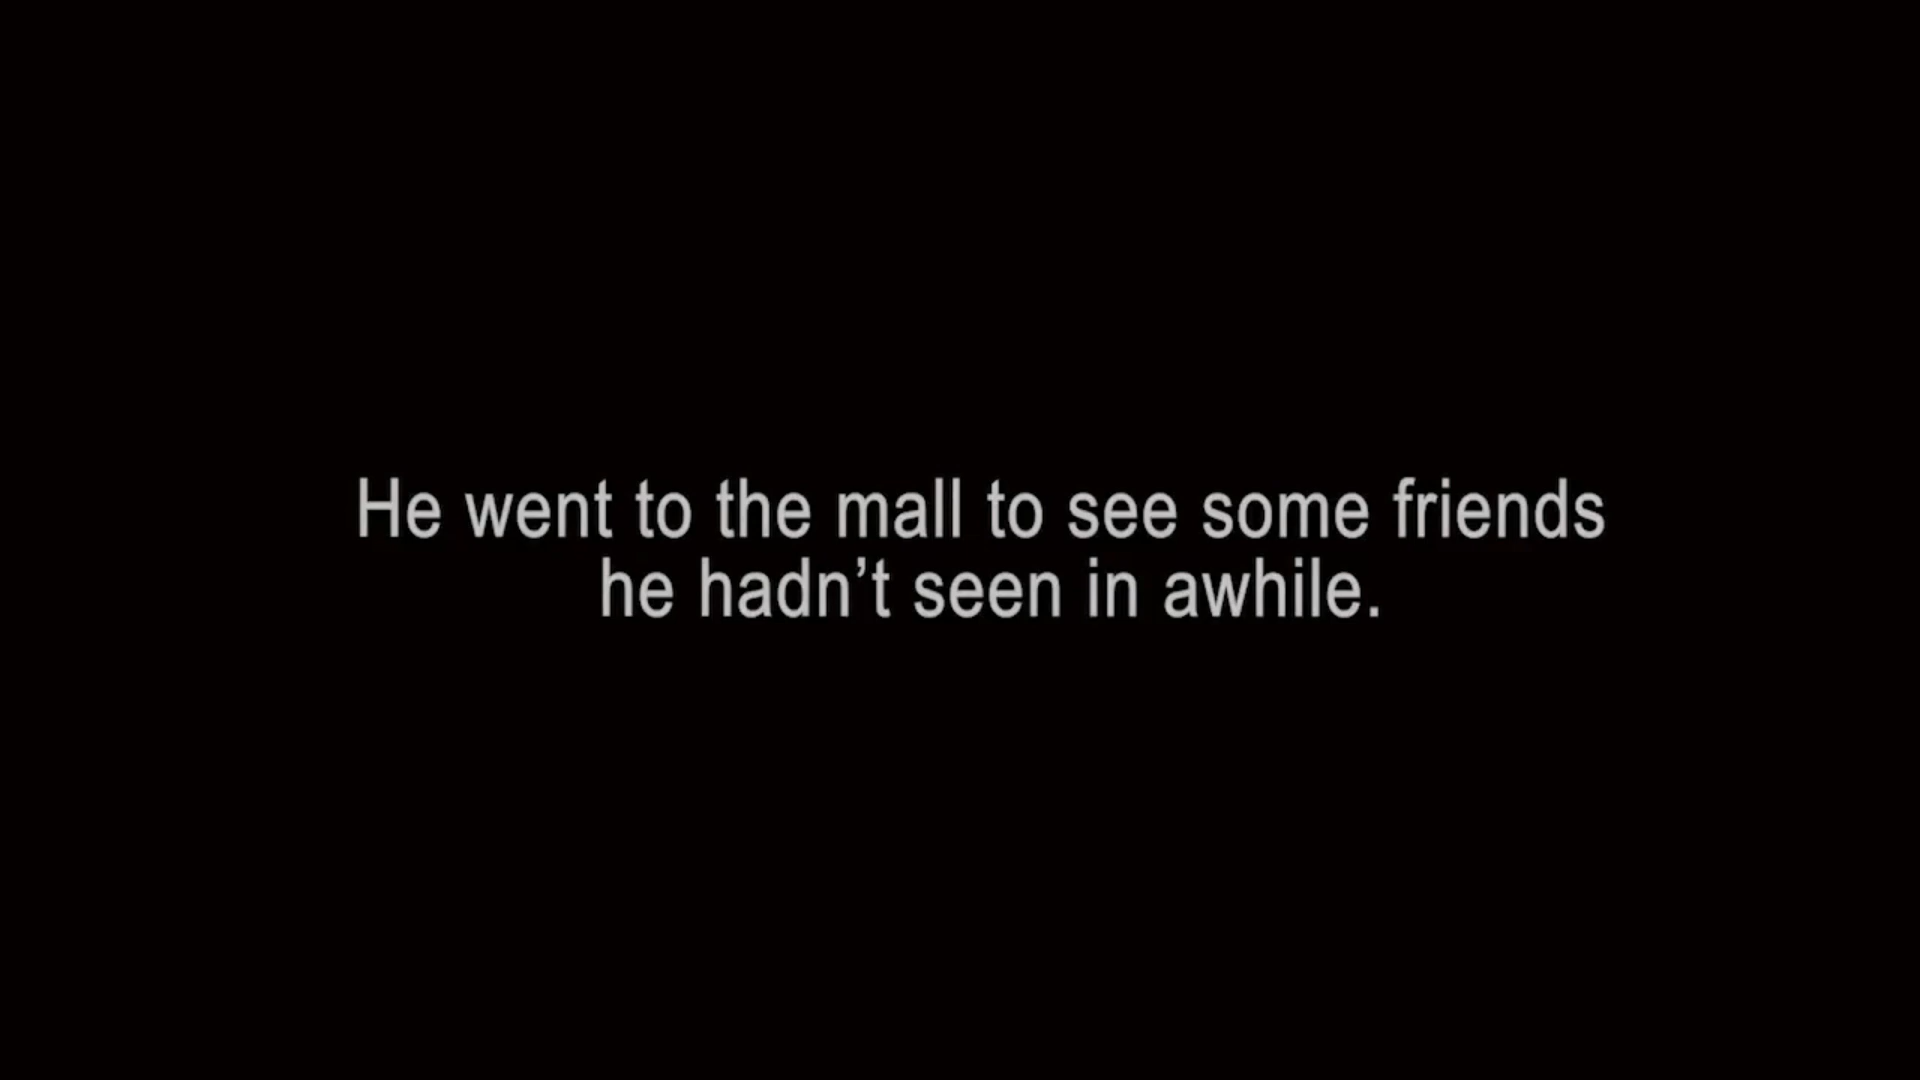 He went to the mall to see some friends
he hadn’t seen in awhile.